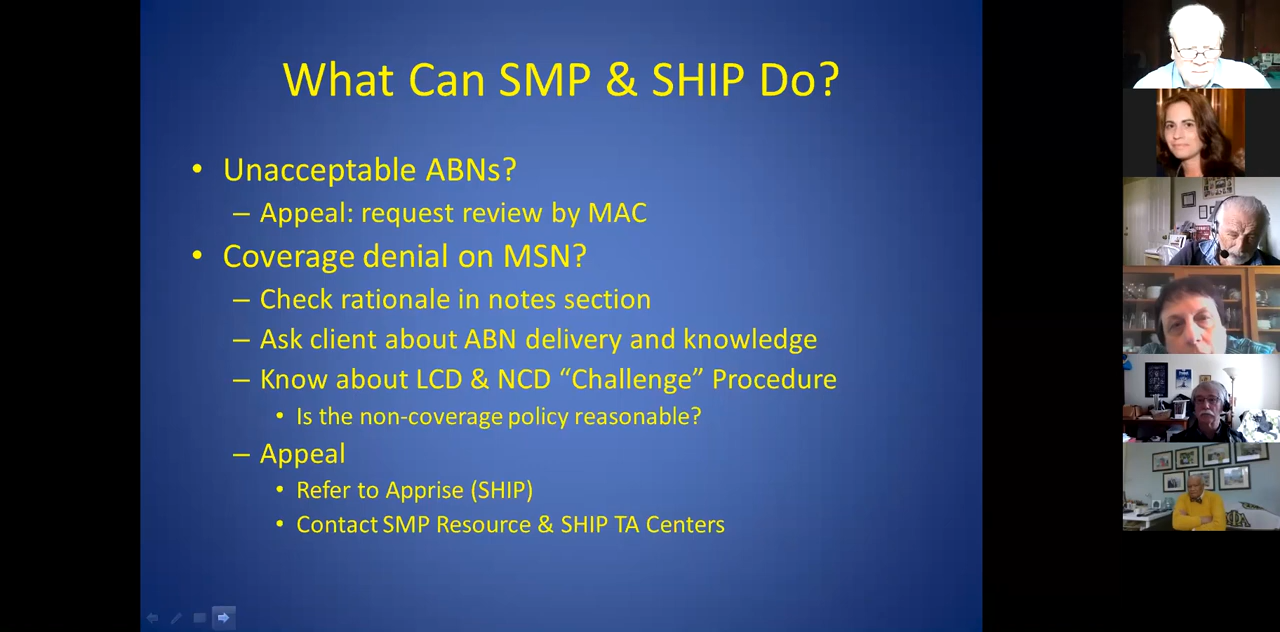 What Can SMP & SHIP Do?
• Unacceptable ABNs?
– Appeal: request review by MAC
• Coverage denial on MSN?
– Check rationale in notes section
– Ask client about ABN delivery and knowledge
– Know about LCD & NCD “Challenge” Procedure
• Is the non-coverage policy reasonable?
– Appeal
• Refer to Apprise (SHIP)
• Contact SMP Resource & SHIP TA Centers